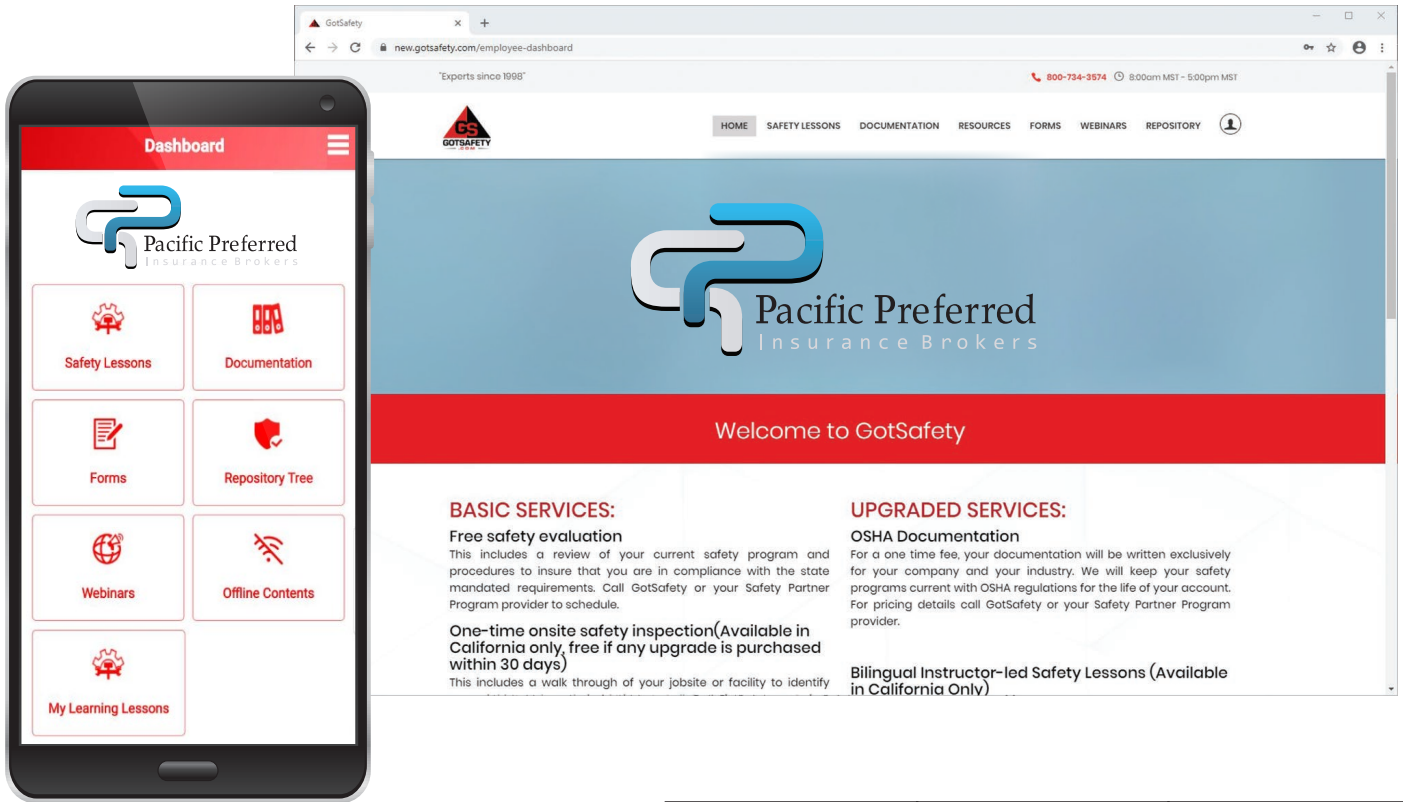 GotSafety
new.gotsafety.com/employee-dashboard
"Experts since 1998"
800-734-3574 8:00am MST - 5:00pm MST
GS
GOTSAFETY
.COM
HOME SAFETY LESSONS DOCUMENTATION RESOURCES FORMS WEBINARS REPOSITORY
Pacific Preferred
Insurance Brokers
Welcome to GotSafety
BASIC SERVICES:
Free safety evaluation
This includes a review of your current safety program and
procedures to insure that you are in compliance with the state
mandated requirements. Call GotSafety or your Safety Partner
Program provider to schedule.
One-time onsite safety inspection(Available in
California only, free if any upgrade is purchased
within 30 days)
This includes a walk through of your jobsite or facility to identify
UPGRADED SERVICES:
OSHA Documentation
For a one time fee, your documentation will be written exclusively
for your company and your industry. We will keep your safety
programs current with OSHA regulations for the life of your account.
For pricing details call GotSafety or your Safety Partner Program
provider.
Bilingual Instructor-led Safety Lessons (Available
in California Only)
Dashboard
Pacific Preferred
Insurance Brokers
Safety Lessons
Documentation
Forms
Repository Tree
Webinars
Offline Contents
My Learning Lessons